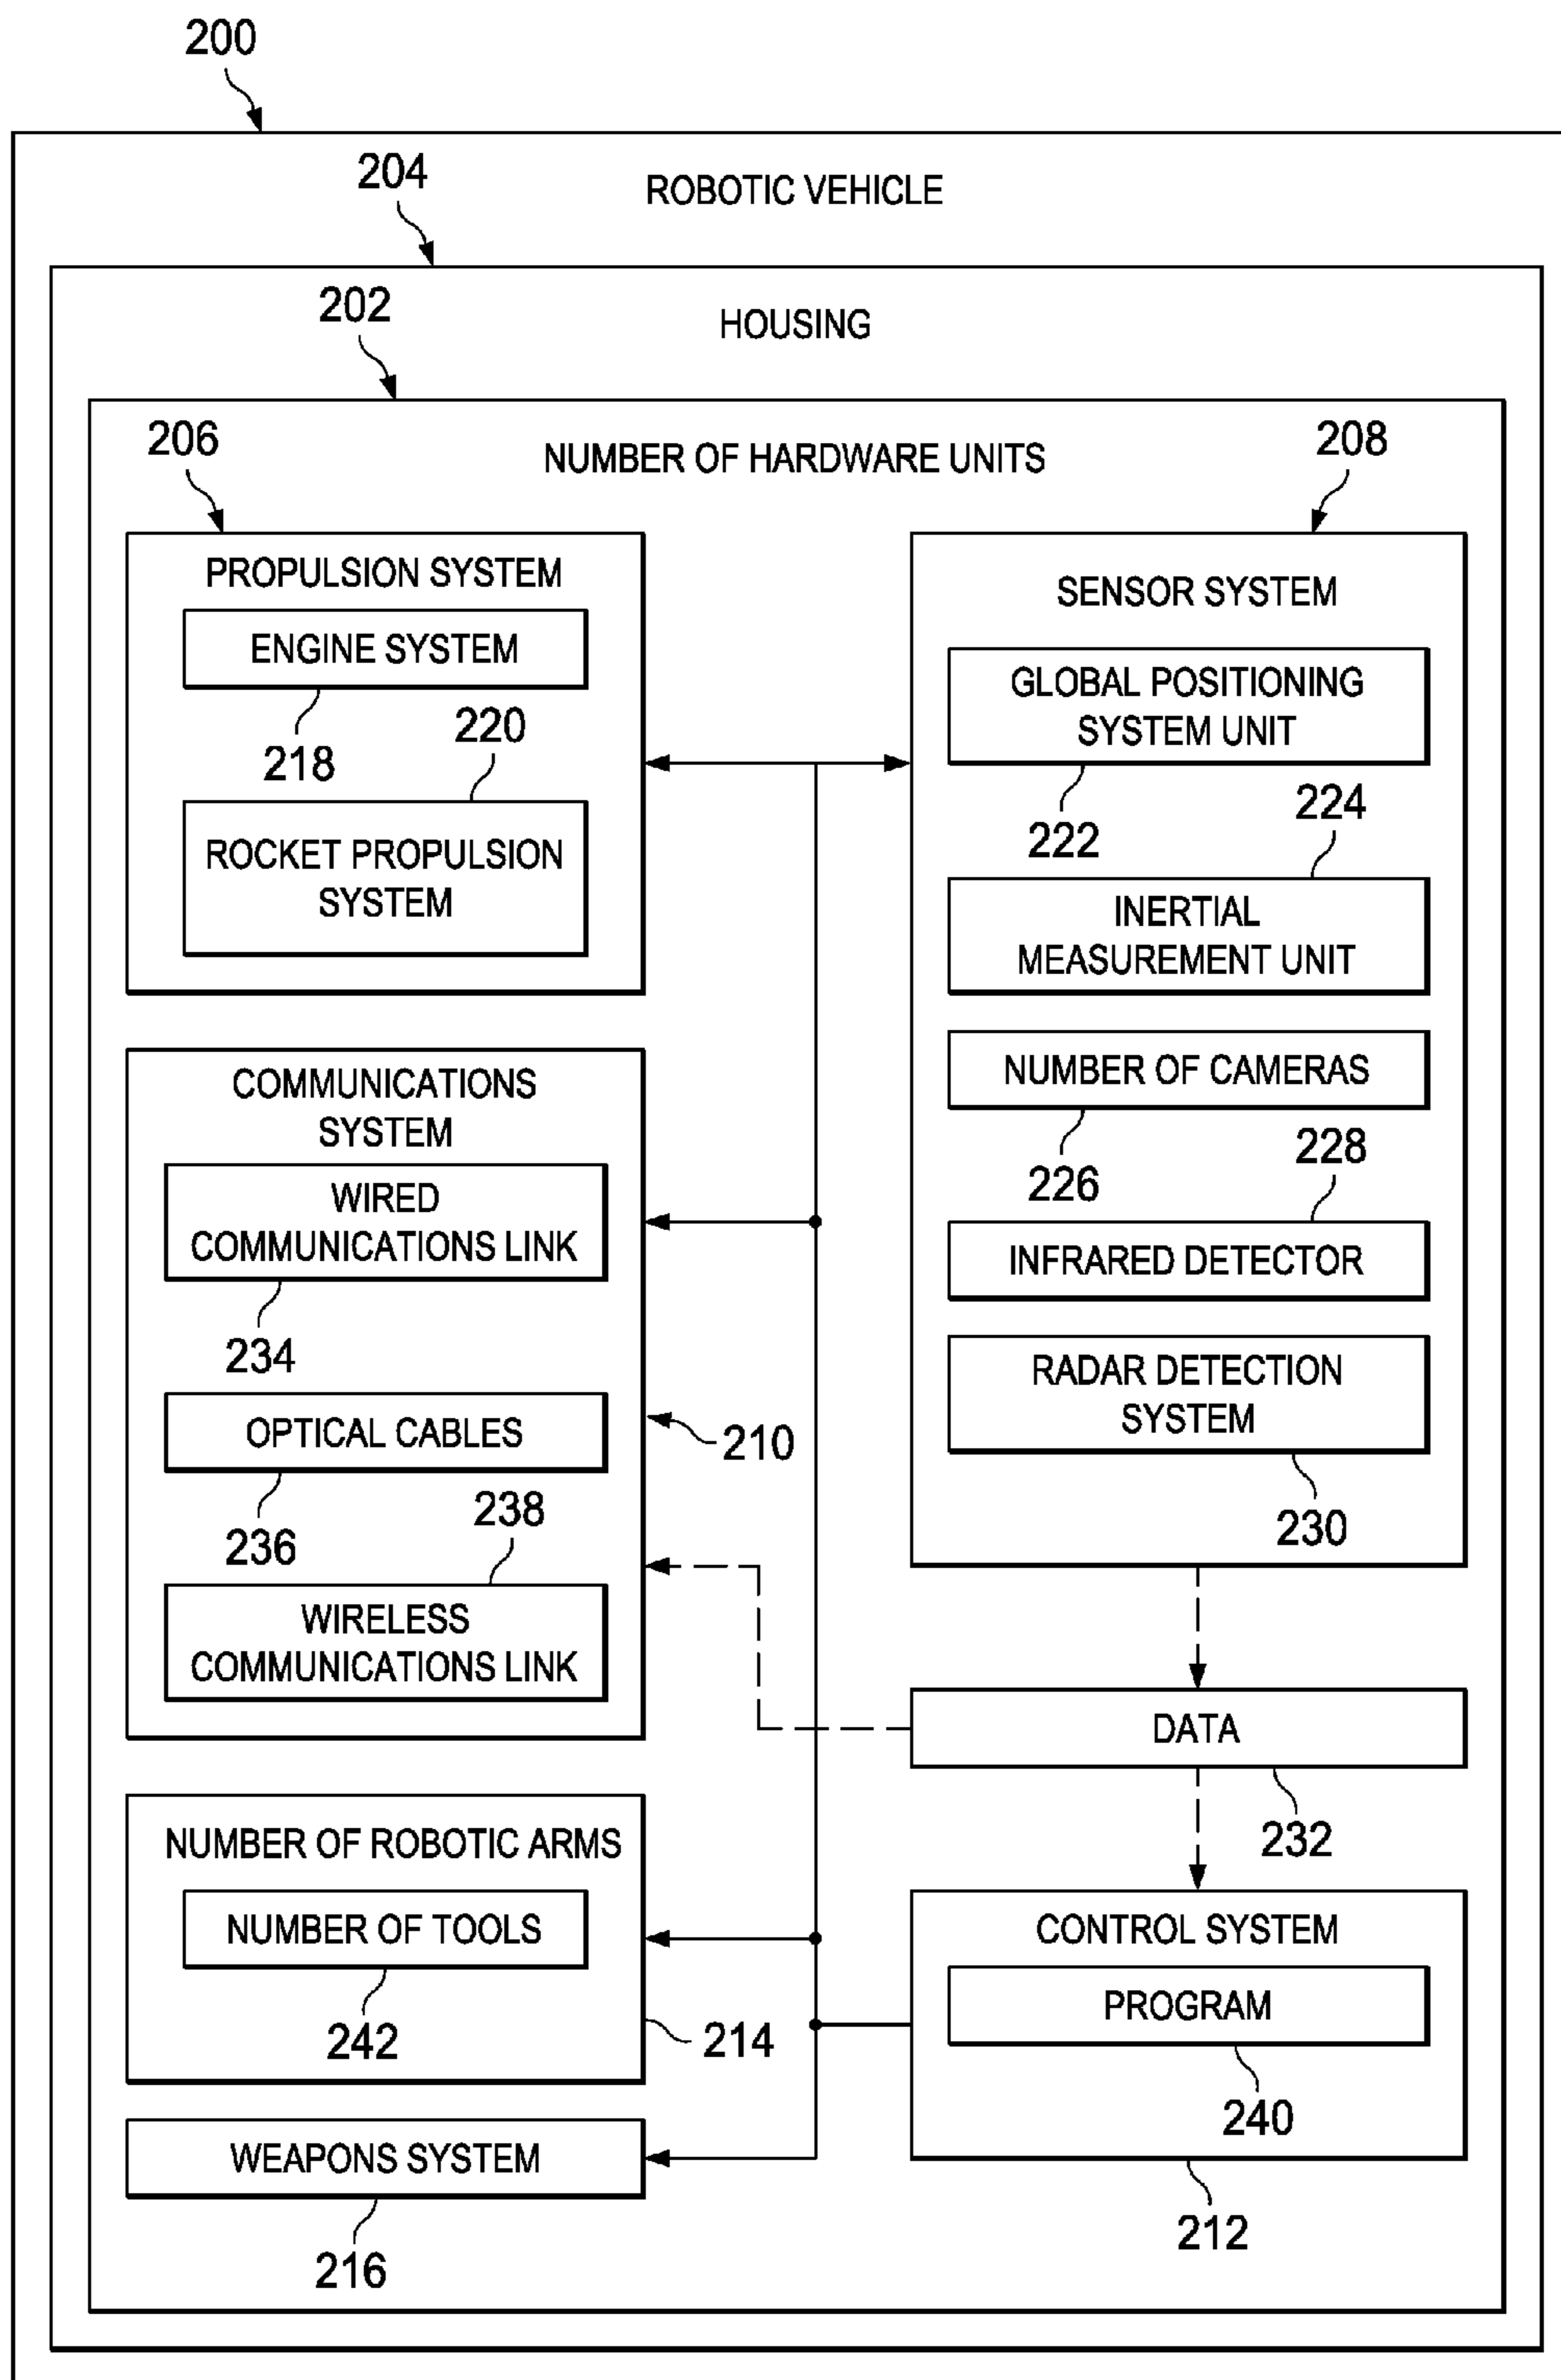 200
204
ROBOTIC VEHICLE
202
HOUSING
206
NUMBER OF HARDWARE UNITS
208
PROPULSION SYSTEM
ENGINE SYSTEM
218
220
ROCKET PROPULSION
SYSTEM
SENSOR SYSTEM
GLOBAL POSITIONING
SYSTEM UNIT
222
224
INERTIAL
MEASUREMENT UNIT
NUMBER OF CAMERAS
226
228
INFRARED DETECTOR
RADAR DETECTION
SYSTEM
230
COMMUNICATIONS
SYSTEM
WIRED
COMMUNICATIONS LINK
234
OPTICAL CABLES
210
236
238
WIRELESS
COMMUNICATIONS LINK
DATA
232
NUMBER OF ROBOTIC ARMS
NUMBER OF TOOLS
242
214
CONTROL SYSTEM
PROGRAM
240
212
WEAPONS SYSTEM
216